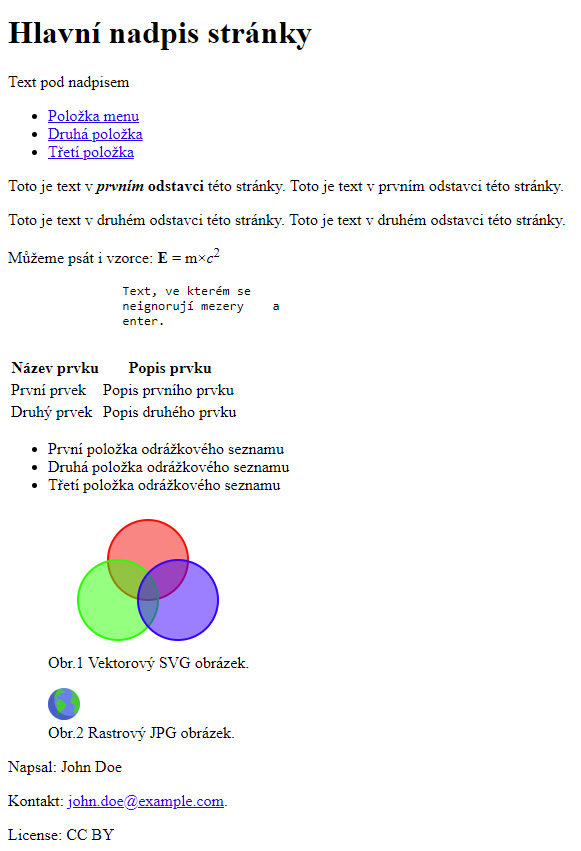 Hlavní nadpis stránky
Text pod nadpisem
Položka menu
Druhá položka
Třetí položka
Toto je text v prvním odstavci této stránky. Toto je text v prvním odstavci této stránky.
Toto je text v druhém odstavci této stránky. Toto je text v druhém odstavci této stránky.
Můžeme psát i vzorce: E = m×c²
Text, ve kterém se
neignorují mezery    a
enter.
Název prvku Popis prvku
První prvek Popis prvního prvku
Druhý prvek Popis druhého prvku
První položka odrážkového seznamu
Druhá položka odrážkového seznamu
Třetí položka odrážkového seznamu
Obr.1 Vektorový SVG obrázek.
Obr.2 Rastrový JPG obrázek.
Napsal: John Doe
Kontakt: john.doe@example.com.
License: CC BY